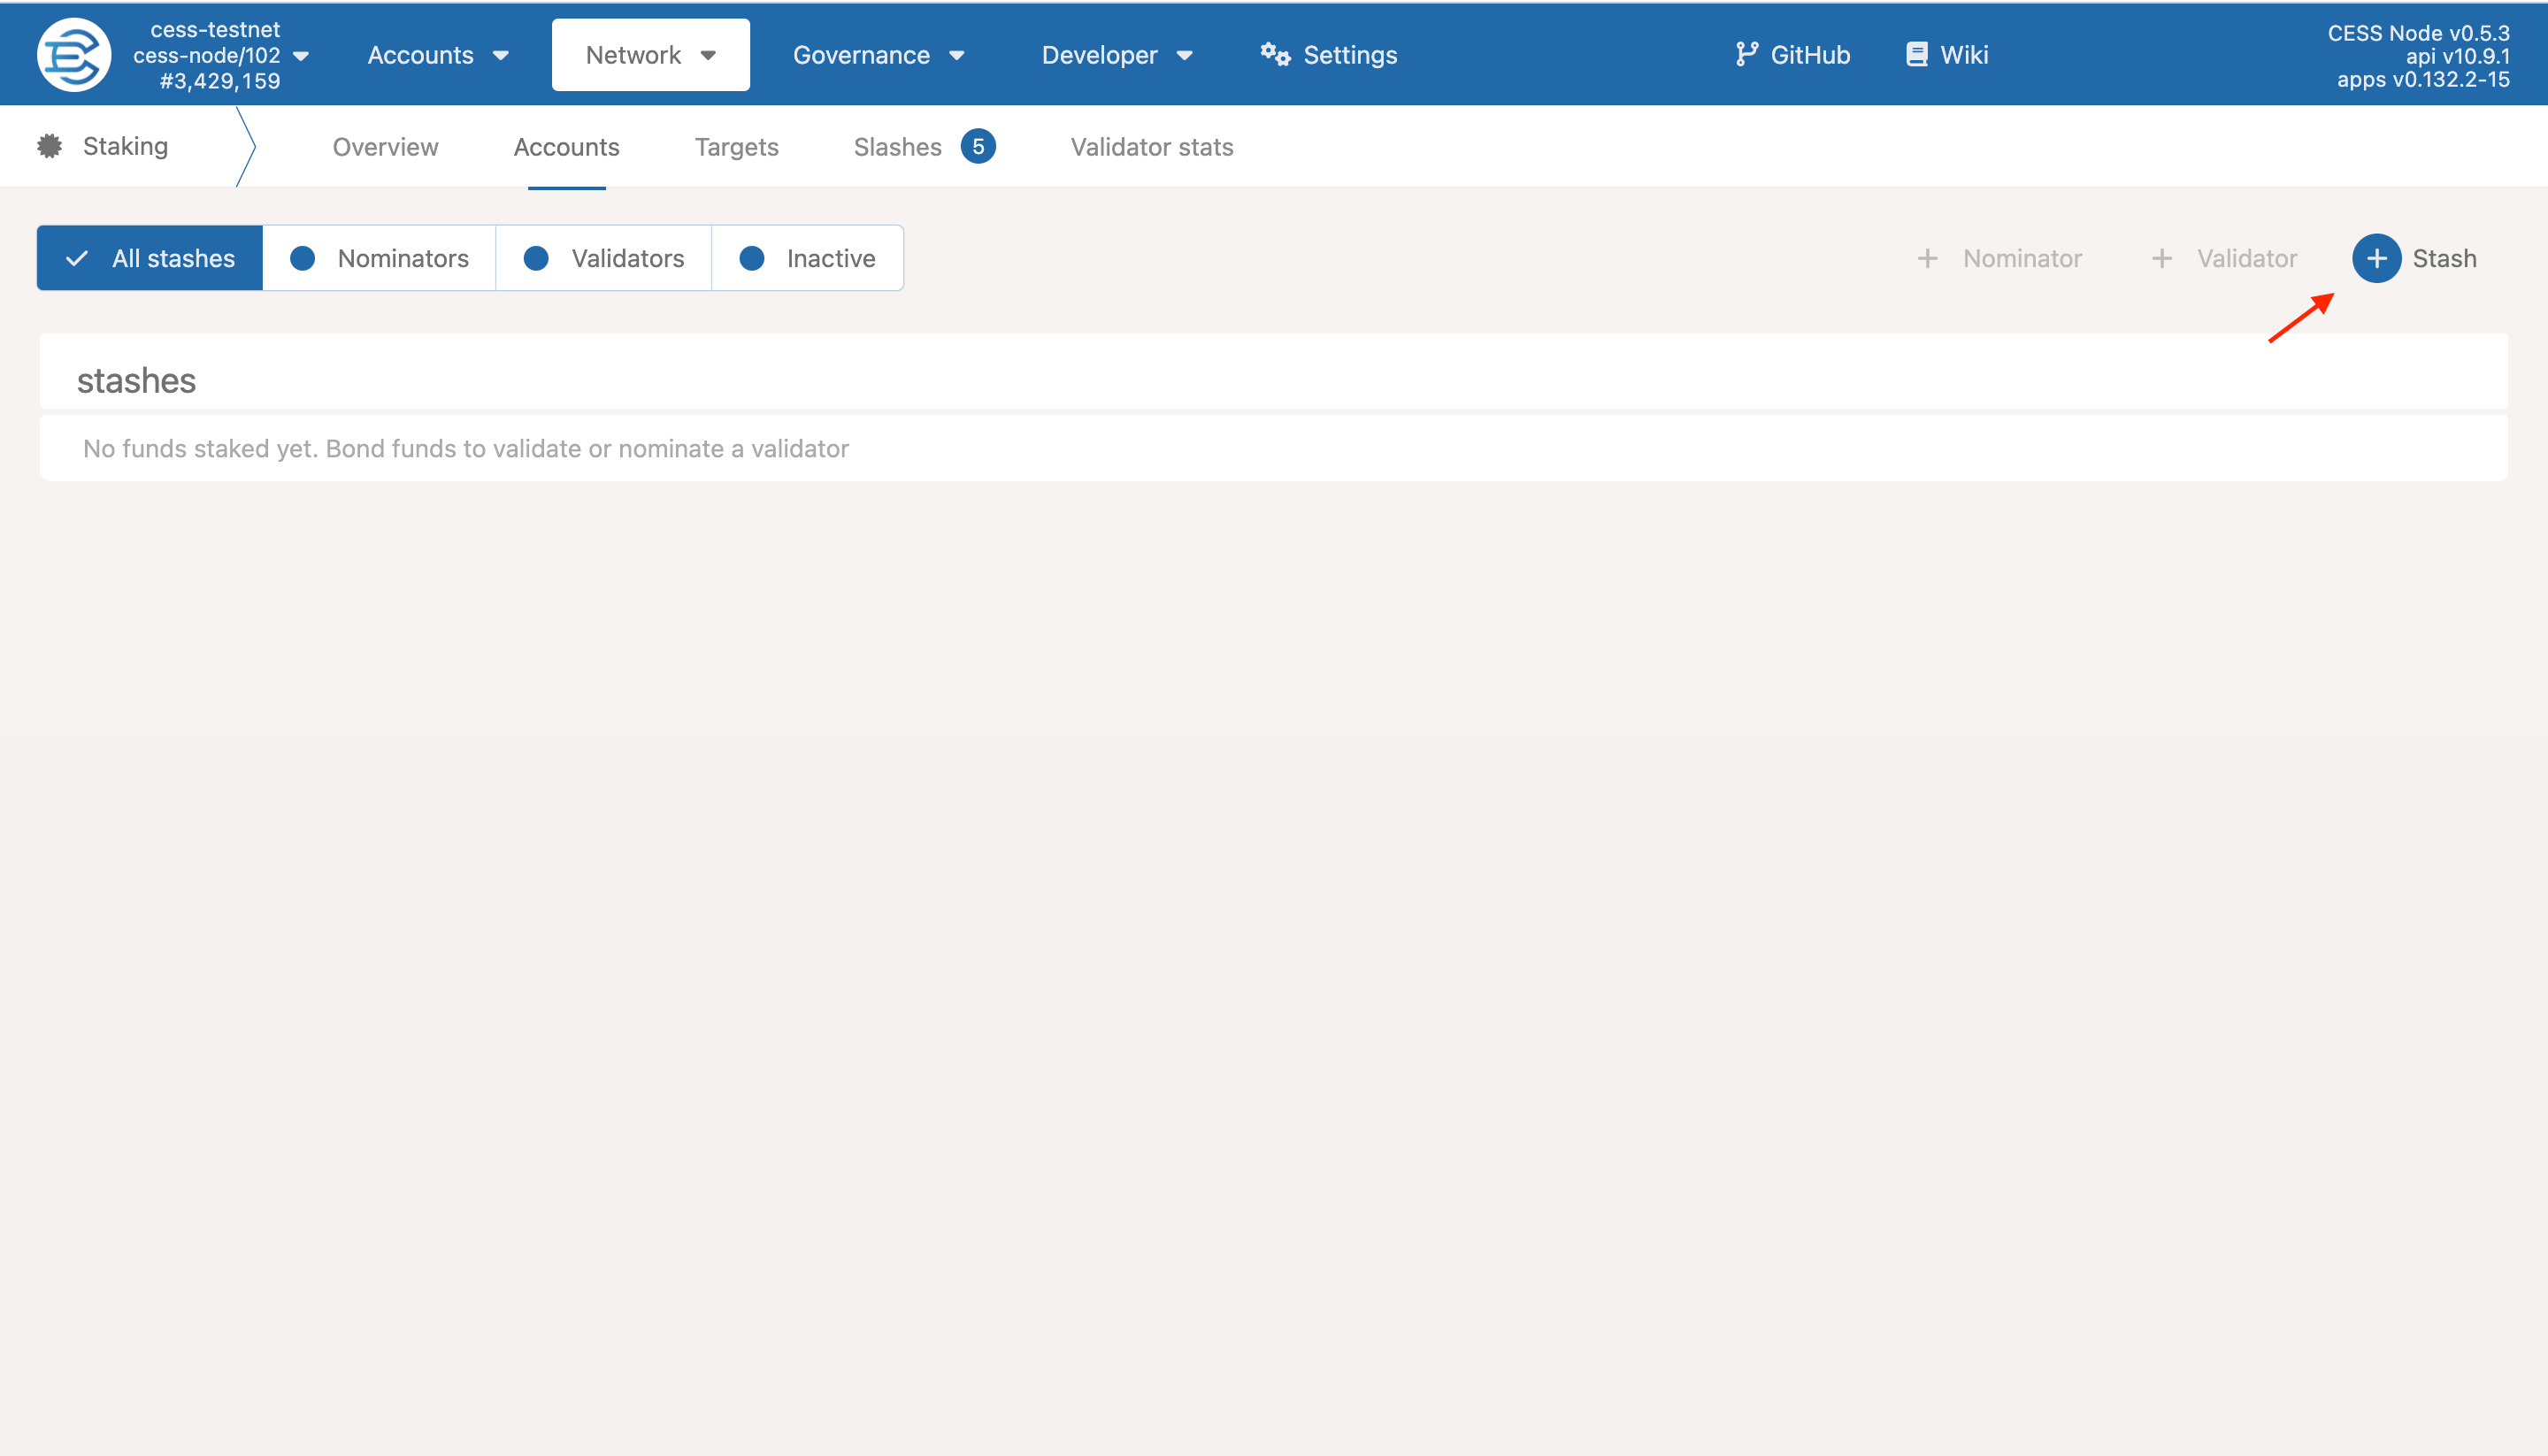 cess-testnet
cess-node/102
#3,429,159
Accounts
Network
Governance
Developer
Settings
GitHub
Wiki
CESS Node v0.5.3
api v10.9.1
apps v0.132.2-15
Staking
Overview
Accounts
Targets
Slashes 5
Validator stats
All stashes
Nominators
Validators
Inactive
+ Nominator
+ Validator
+ Stash
stashes
No funds staked yet. Bond funds to validate or nominate a validator